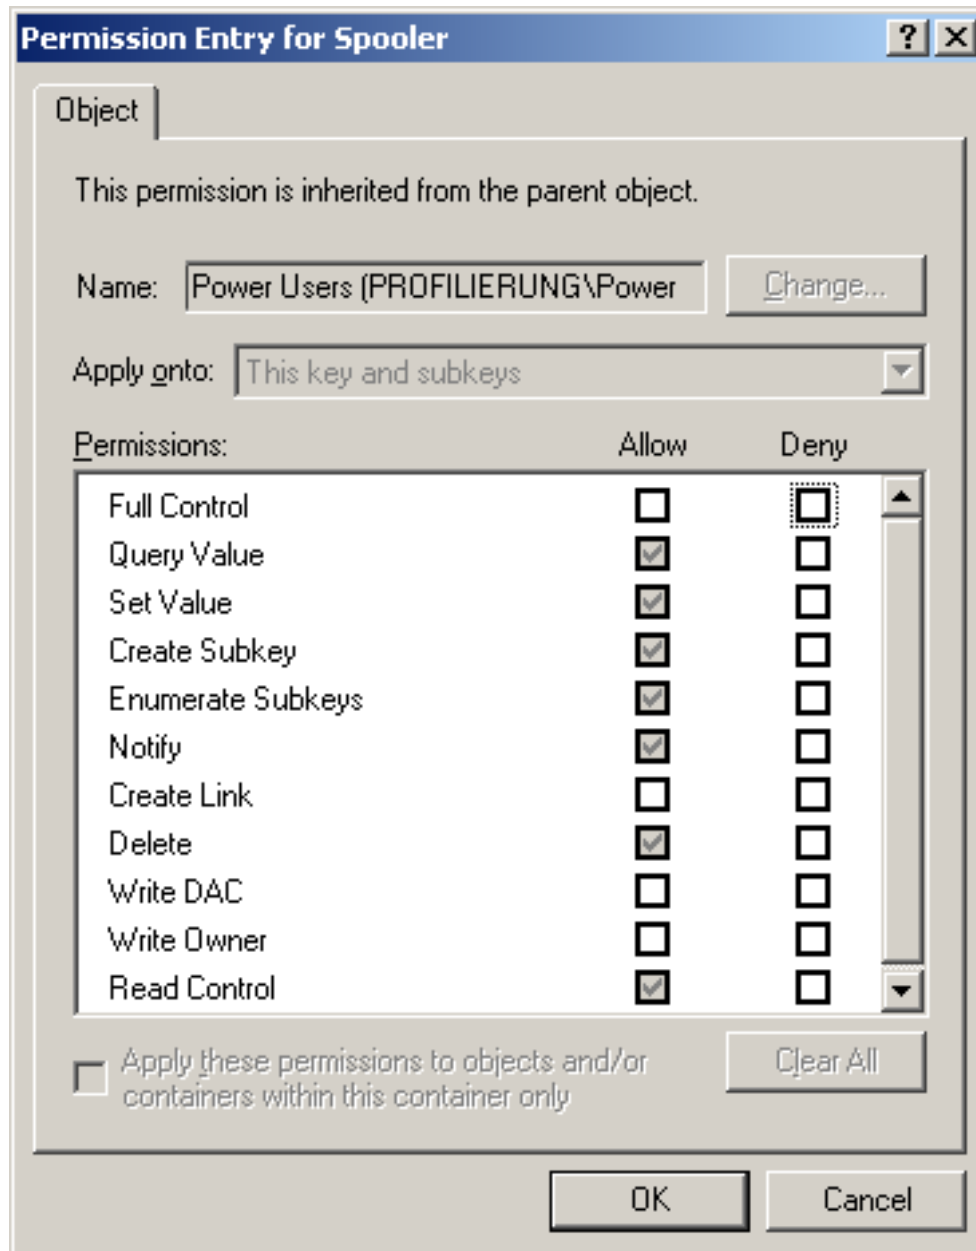 Permission Entry for Spooler
Object
This permission is inherited from the parent object.
Name: Power Users (PROFILIERUNG\Power Change...
Apply onto: This key and subkeys
Permissions: Allow Deny
Full Control
Query Value
Set Value
Create Subkey
Enumerate Subkeys
Notify
Create Link
Delete
Write DAC
Write Owner
Read Control
Apply these permissions to objects and/or
containers within this container only
Clear All
OK Cancel